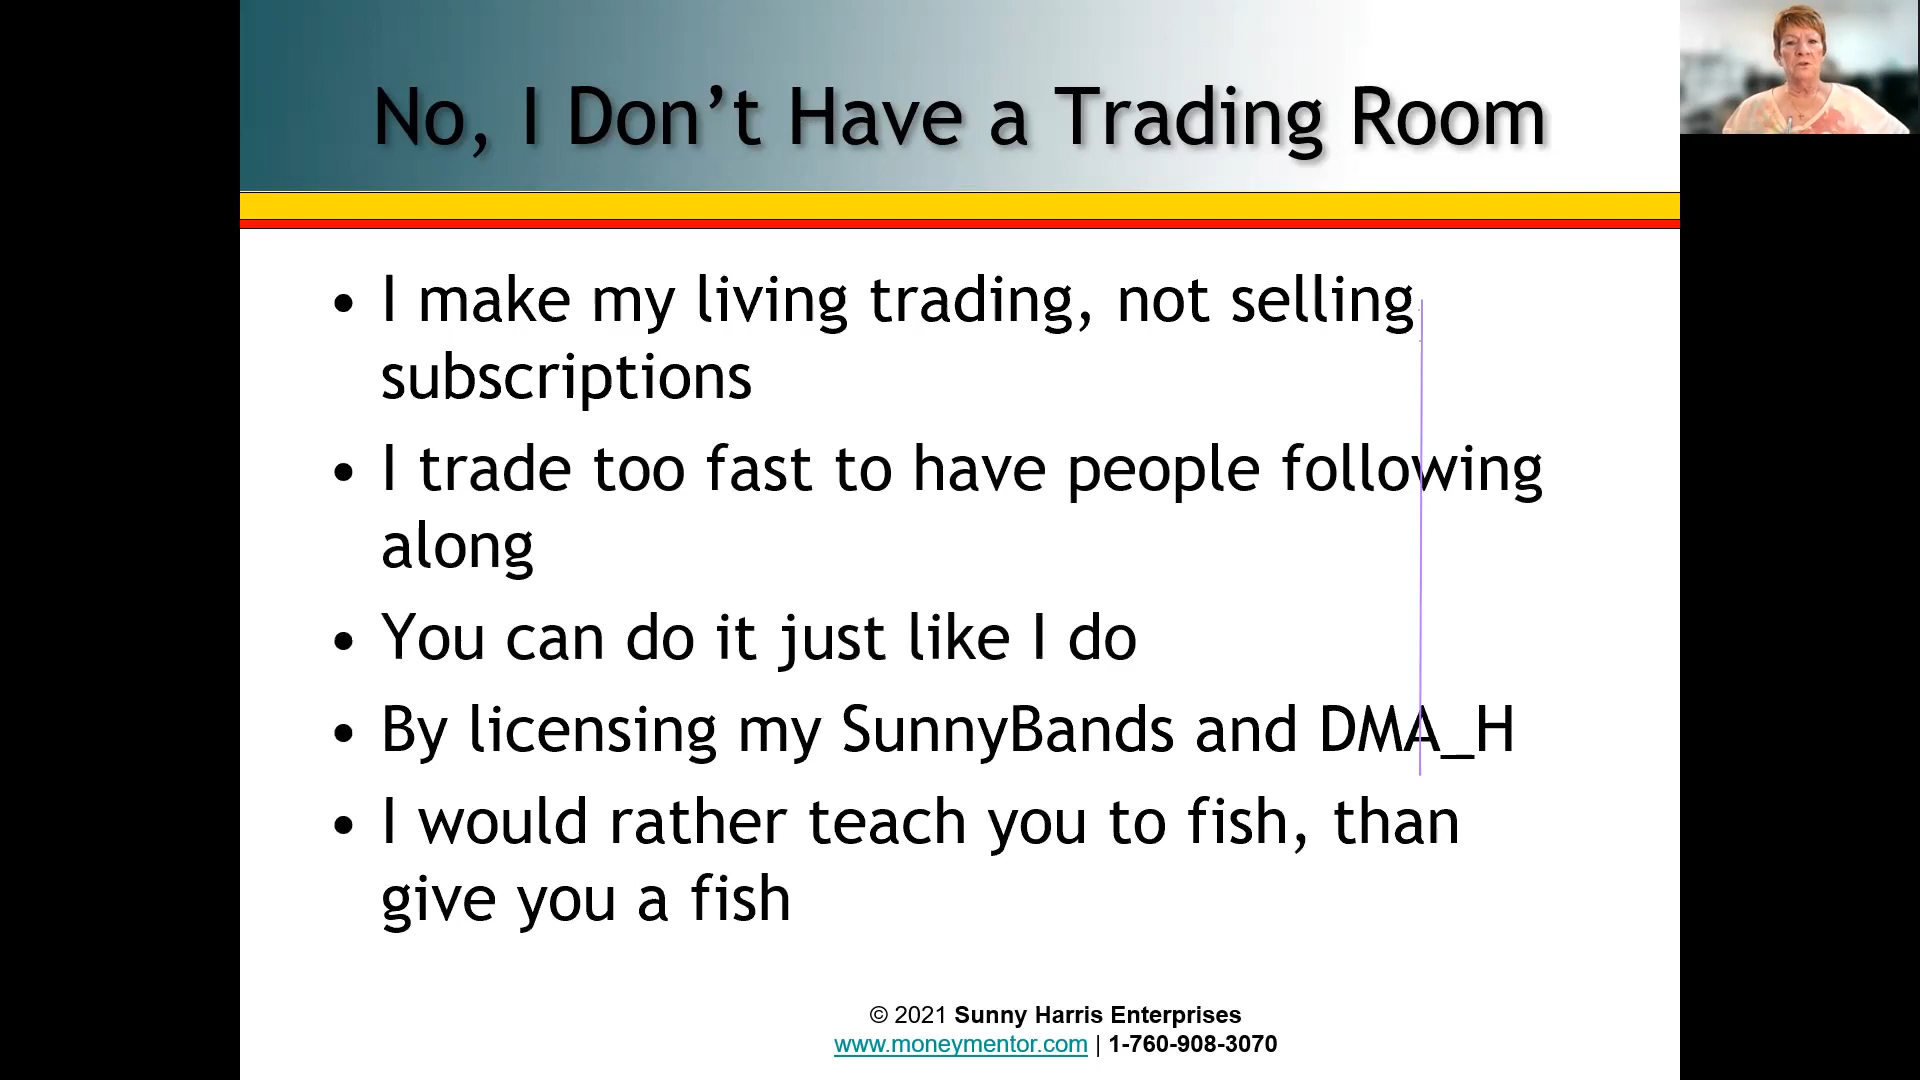 No, I Don’t Have a Trading Room
• I make my living trading, not selling
subscriptions
• I trade too fast to have people following
along
• You can do it just like I do
• By licensing my SunnyBands and DMA_H
• I would rather teach you to fish, than
give you a fish
© 2021 Sunny Harris Enterprises
www.moneymentor.com | 1-760-908-3070